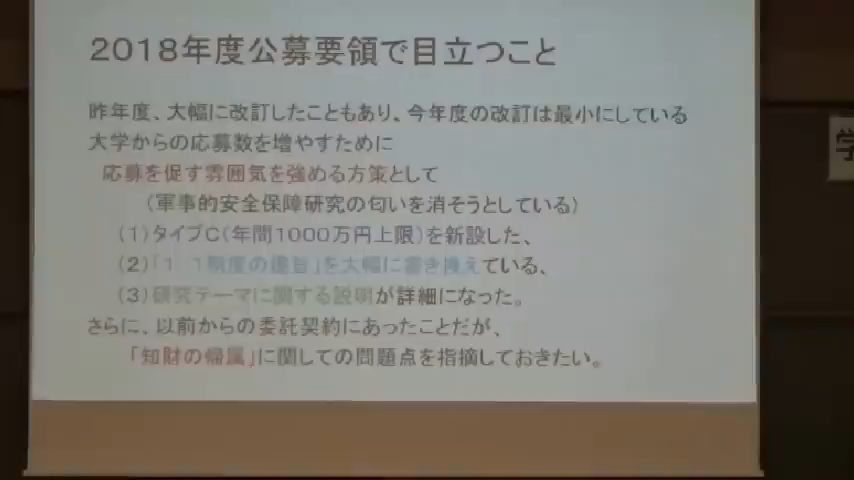 2018年度公募要領で目立つこと
昨年度、大幅に改訂したこともあり、今年度の改訂は最小にしている
大学からの応募数を増やすために
応募を促す雰囲気を強める方策として
(軍事的安全保障研究の匂いを消そうとしている)
(1)タイプC(年間1000万円上限)を新設した、
(2)「1.1制度の趣旨」を大幅に書き換えている、
(3)研究テーマに関する説明が詳細になった。
さらに、以前からの委託契約にあったことだが、
「知財の帰属」に関しての問題点を指摘しておきたい。
学